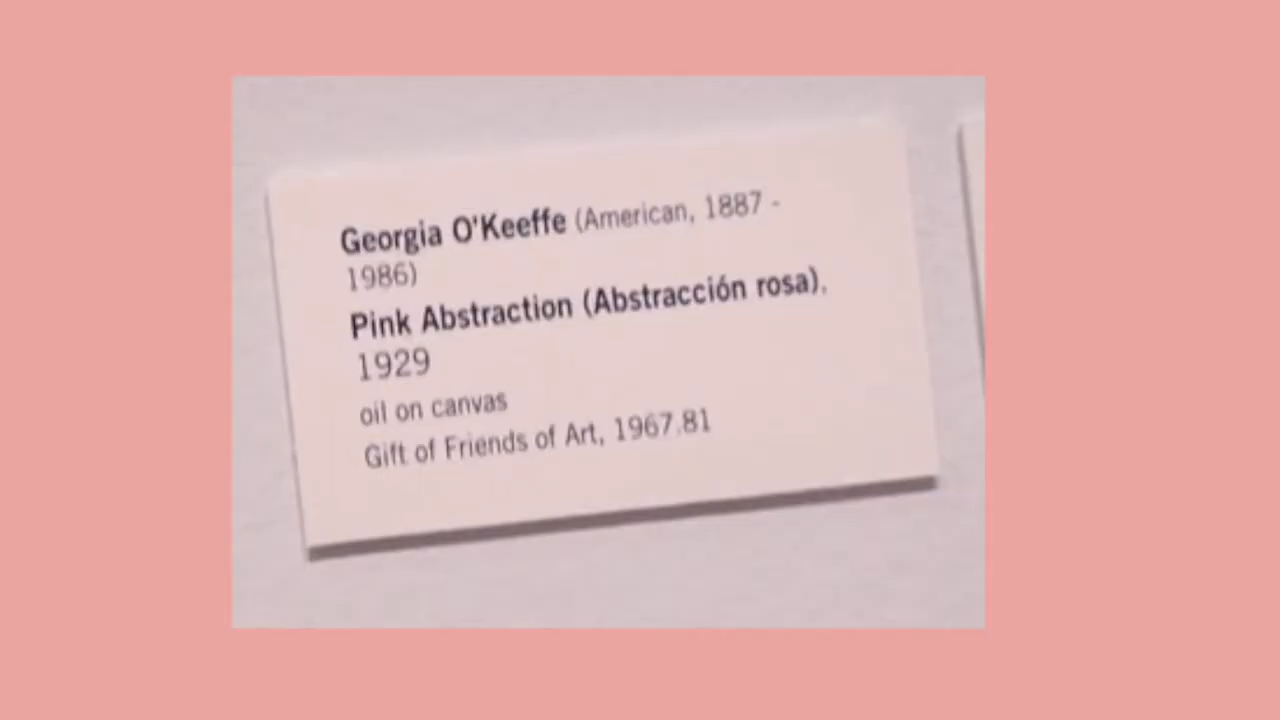 Georgia O'Keeffe (American, 1887 -
1986)
Pink Abstraction (Abstracción rosa),
1929
oil on canvas
Gift of Friends of Art, 1967.81